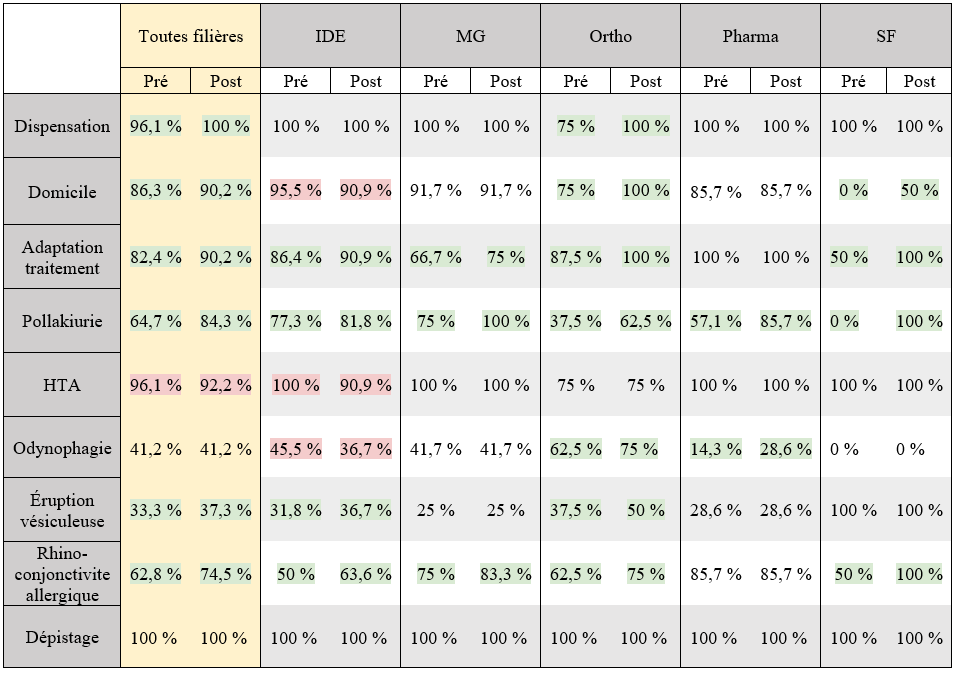 Toutes filières IDE MG Ortho Pharma SF
Pré Post Pré Post Pré Post Pré Post Pré Post Pré Post
Dispensation 96,1 % 100 % 100 % 100 % 100 % 100 % 75 % 100 % 100 % 100 % 100 % 100 %
Domicile 86,3 % 90,2 % 95,5 % 90,9 % 91,7 % 91,7 % 75 % 100 % 85,7 % 85,7 % 0 % 50 %
Adaptation
traitement 82,4 % 90,2 % 86,4 % 90,9 % 66,7 % 75 % 87,5 % 100 % 100 % 100 % 50 % 100 %
Pollakiurie 64,7 % 84,3 % 77,3 % 81,8 % 75 % 100 % 37,5 % 62,5 % 57,1 % 85,7 % 0 % 100 %
HTA 96,1 % 92,2 % 100 % 90,9 % 100 % 100 % 75 % 75 % 100 % 100 % 100 % 100 %
Odynophagie 41,2 % 41,2 % 45,5 % 36,7 % 41,7 % 41,7 % 62,5 % 75 % 14,3 % 28,6 % 0 % 0 %
Éruption
vésiculeuse 33,3 % 37,3 % 31,8 % 36,7 % 25 % 25 % 37,5 % 50 % 28,6 % 28,6 % 100 % 100 %
Rhino-
conjonctivite 62,8 % 74,5 % 50 % 63,6 % 75 % 83,3 % 62,5 % 75 % 85,7 % 85,7 % 50 % 100 %
allergique
Dépistage 100 % 100 % 100 % 100 % 100 % 100 % 100 % 100 % 100 % 100 % 100 % 100 %